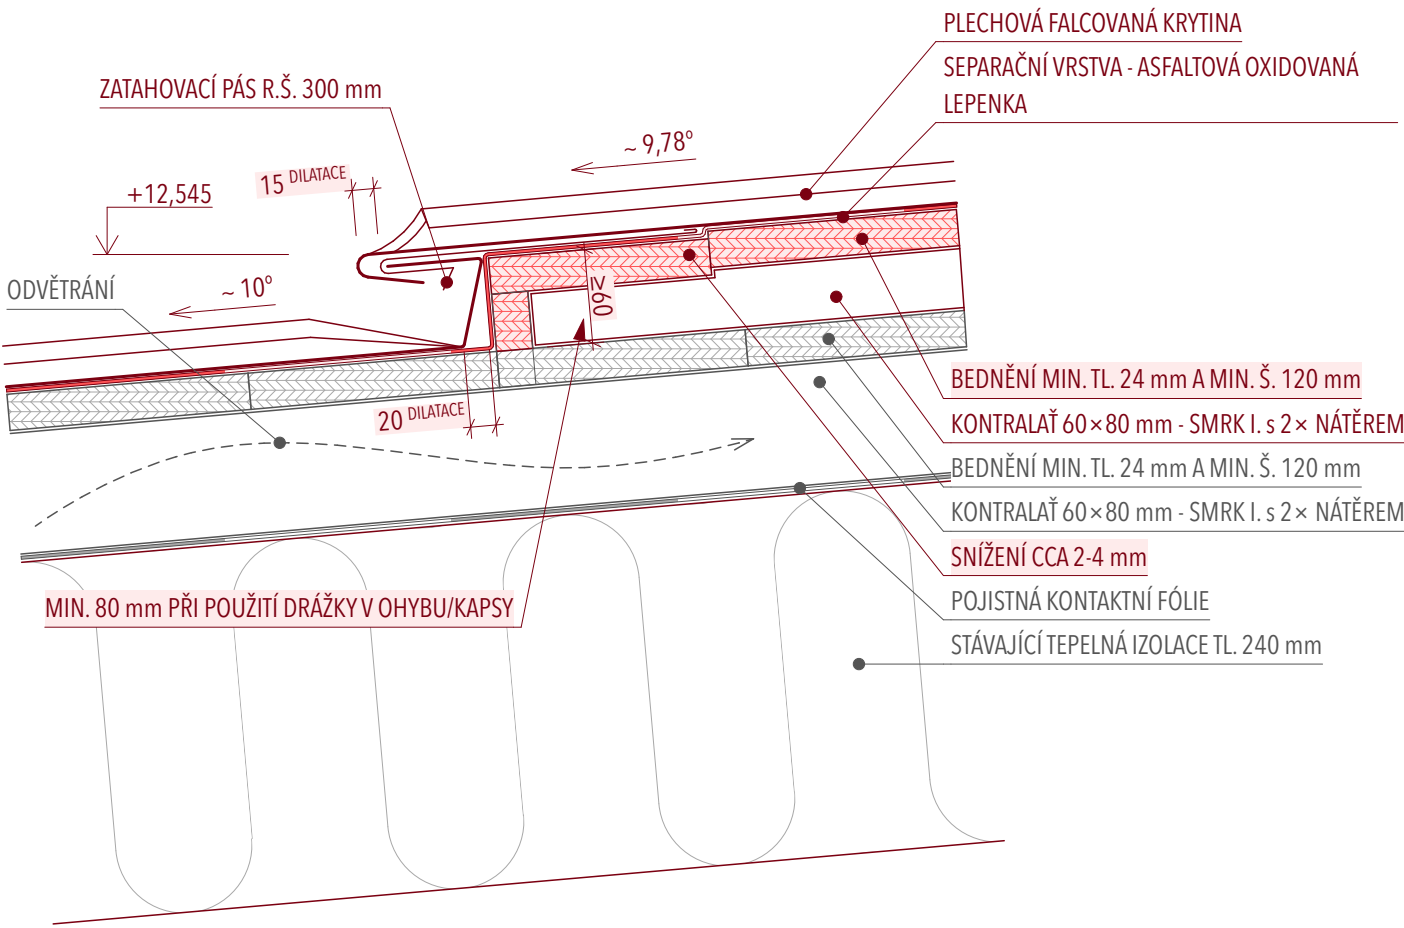 PLECHOVÁ FALCOVANÁ KRYTINA
SEPARAČNÍ VRSTVA - ASFALTOVÁ OXIDOVANÁ
LEPENKA
ZATAHOVACÍ PÁS R.Š. 300 mm
~ 9,78°
15 DILATACE
+12,545
ODVĚTRÁNÍ
~ 10°
≥60
20 DILATACE
BEDNĚNÍ MIN. TL. 24 mm A MIN. Š. 120 mm
KONTRALAŤ 60×80 mm - SMRK I. s 2× NÁTĚREM
BEDNĚNÍ MIN. TL. 24 mm A MIN. Š. 120 mm
KONTRALAŤ 60×80 mm - SMRK I. s 2× NÁTĚREM
SNÍŽENÍ CCA 2-4 mm
MIN. 80 mm PŘI POUŽITÍ DRÁŽKY V OHYBU/KAPSY
POJISTNÁ KONTAKTNÍ FÓLIE
STÁVAJÍCÍ TEPELNÁ IZOLACE TL. 240 mm